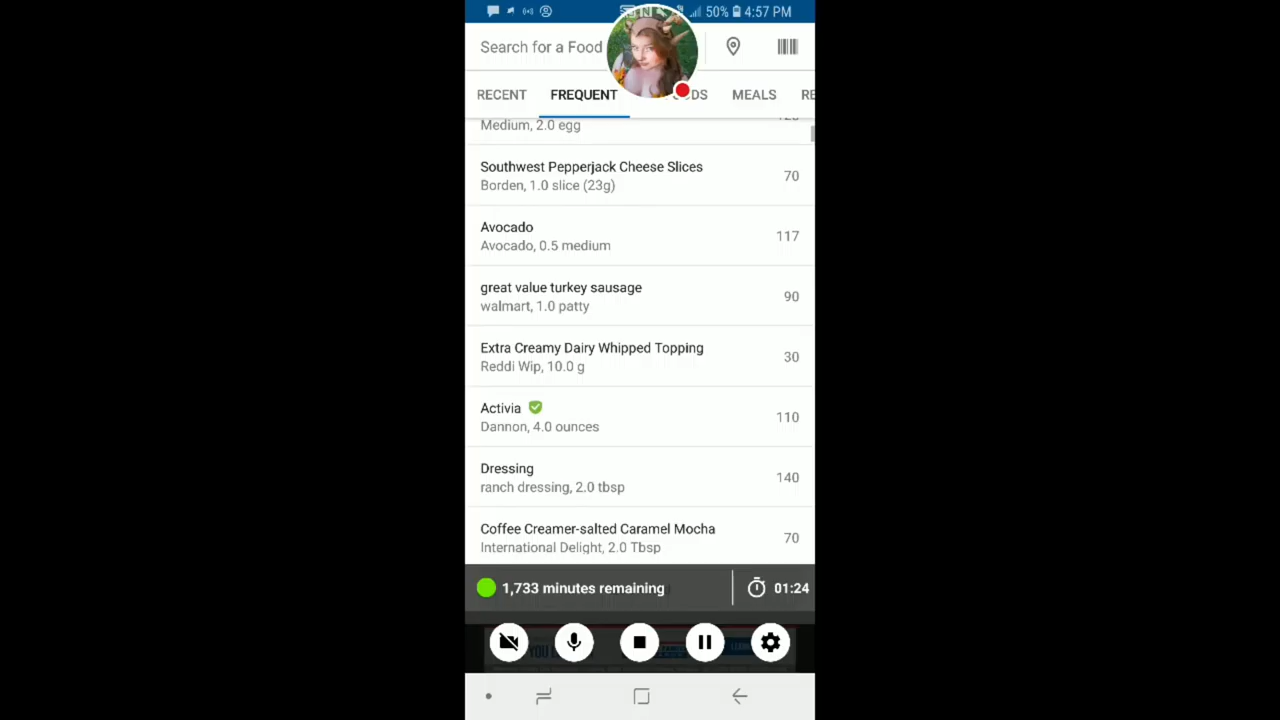 50% 4:57 PM
Search for a Food
RECENT FREQUENT MEALS
Medium, 2.0 egg
Southwest Pepperjack Cheese Slices
Borden, 1.0 slice (23g)
70
Avocado
Avocado, 0.5 medium
117
great value turkey sausage
walmart, 1.0 patty
90
Extra Creamy Dairy Whipped Topping
Reddi Wip, 10.0 g
30
Activia
Dannon, 4.0 ounces
110
Dressing
ranch dressing, 2.0 tbsp
140
Coffee Creamer-salted Caramel Mocha
International Delight, 2.0 Tbsp
70
1,733 minutes remaining 01:24